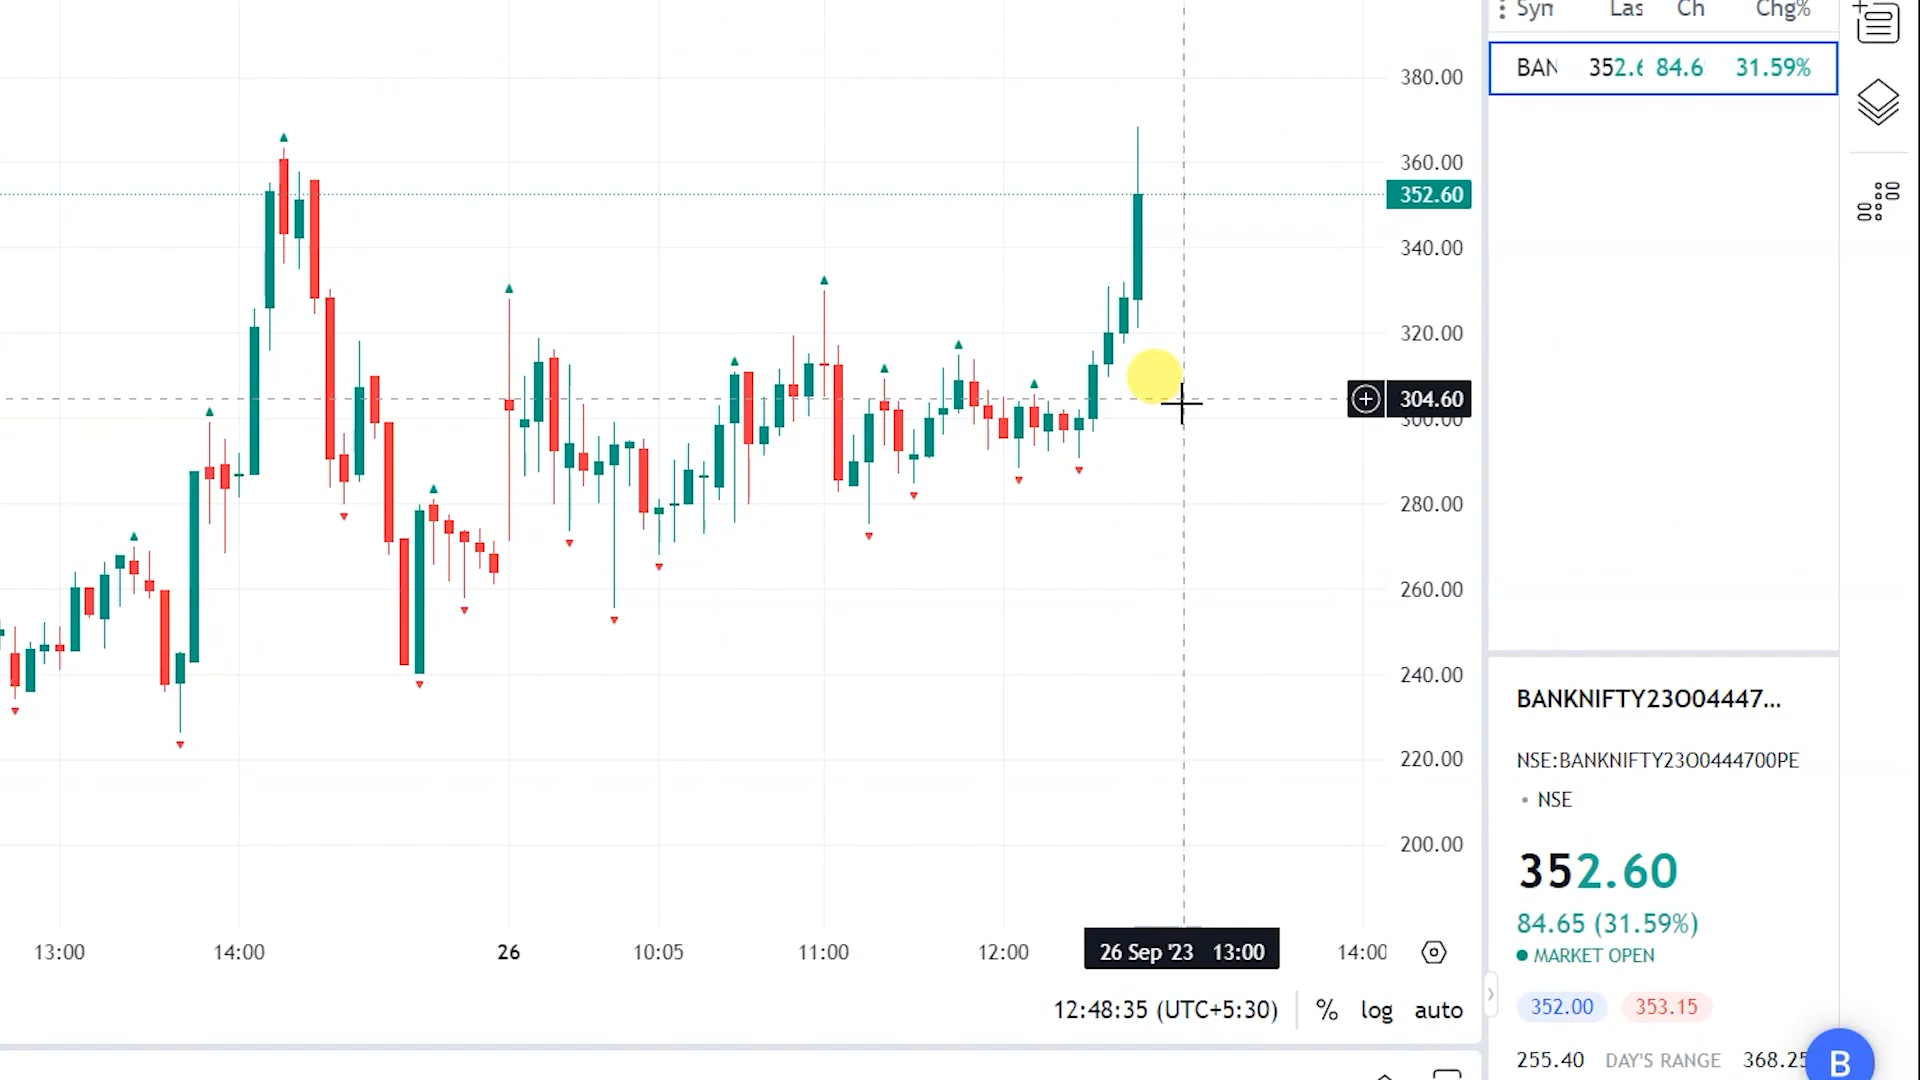 Syn Las Ch Chg%
BAN 352.6 84.6 31.59%
380.00
360.00
352.60
340.00
320.00
304.60
300.00
280.00
260.00
240.00
220.00
200.00
13:00 14:00 26 10:05 11:00 12:00 26 Sep '23 13:00 14:00
12:48:35 (UTC+5:30) % log auto
BANKNIFTY23O04447...
NSE:BANKNIFTY23O0444700PE
• NSE
352.60
84.65 (31.59%)
MARKET OPEN
352.00 353.15
255.40 DAY'S RANGE 368.25
B